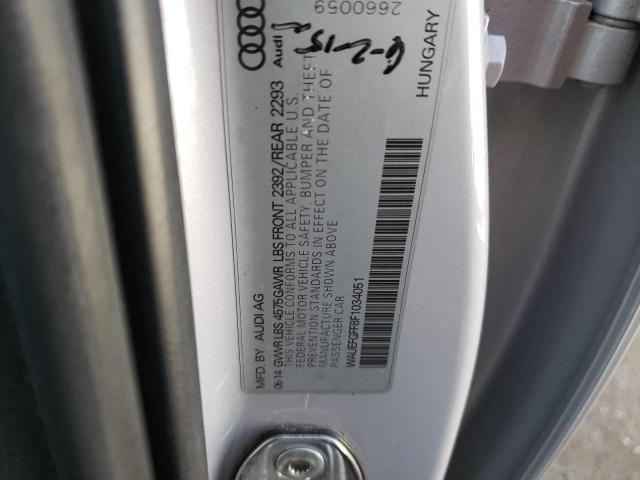 MFD. BY AUDI AG
06 14 GVWR LBS 4575 GAWR LBS FRONT 2392/REAR 2293
THIS VEHICLE CONFORMS TO ALL APPLICABLE U.S.
FEDERAL MOTOR VEHICLE SAFETY, BUMPER AND THEFT
PREVENTION STANDARDS IN EFFECT ON THE DATE OF
MANUFACTURE SHOWN ABOVE
PASSENGER CAR
WAUEFGFF8F1034051
Audi
6-2-15
2660059
HUNGARY